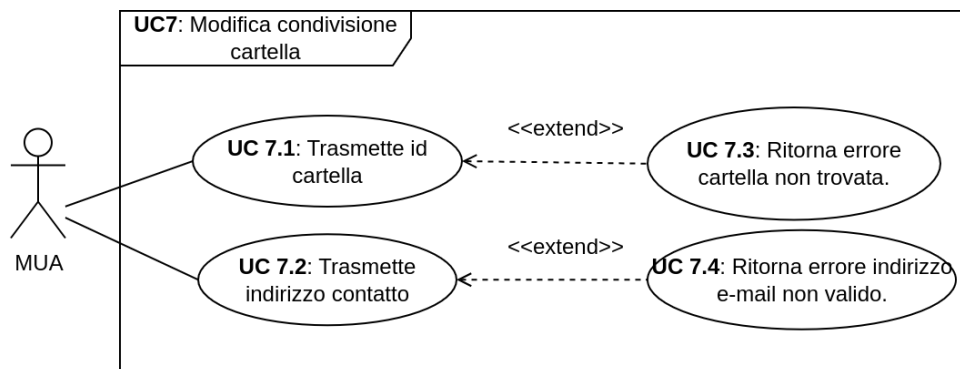 UC7: Modifica condivisione
cartella
<<extend>>
UC 7.1: Trasmette id
cartella
UC 7.3: Ritorna errore
cartella non trovata.
MUA
<<extend>>
UC 7.2: Trasmette
indirizzo contatto
UC 7.4: Ritorna errore indirizzo
e-mail non valido.